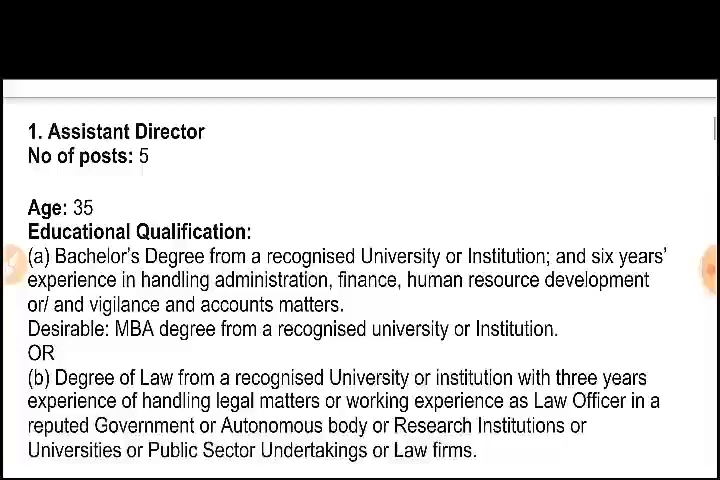 1. Assistant Director
No of posts: 5
Age: 35
Educational Qualification:
(a) Bachelor's Degree from a recognised University or Institution; and six years'
experience in handling administration, finance, human resource development
or/ and vigilance and accounts matters.
Desirable: MBA degree from a recognised university or Institution.
OR
(b) Degree of Law from a recognised University or institution with three years
experience of handling legal matters or working experience as Law Officer in a
reputed Government or Autonomous body or Research Institutions or
Universities or Public Sector Undertakings or Law firms.